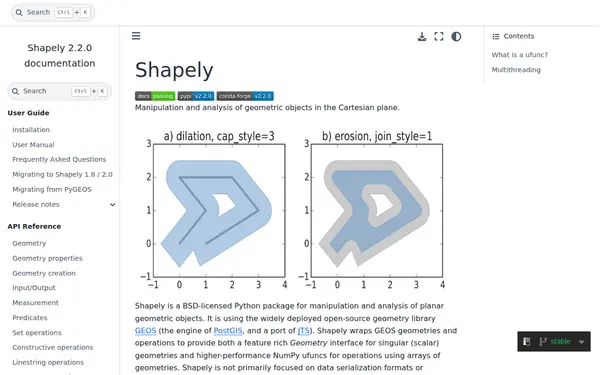 Search Ctrl + K
Shapely 2.2.0
documentation
Search Ctrl + K
User Guide
Installation
User Manual
Frequently Asked Questions
Migrating to Shapely 1.8 / 2.0
Migrating from PyGEOS
Release notes
API Reference
Geometry
Geometry properties
Geometry creation
Input/Output
Measurement
Predicates
Set operations
Constructive operations
Linestring operations
Shapely
docs passing pypi v2.2.0 conda-forge v2.2.0
Manipulation and analysis of geometric objects in the Cartesian plane.
a) dilation, cap_style=3
3
2
1
0
−1
−1 0 1 2 3 4
b) erosion, join_style=1
3
2
1
0
−1
−1 0 1 2 3 4
Shapely is a BSD-licensed Python package for manipulation and analysis of planar
geometric objects. It is using the widely deployed open-source geometry library
GEOS (the engine of PostGIS, and a port of JTS). Shapely wraps GEOS geometries and
operations to provide both a feature rich Geometry interface for singular (scalar)
geometries and higher-performance NumPy ufuncs for operations using arrays of
geometries. Shapely is not primarily focused on data serialization formats or
Contents
What is a ufunc?
Multithreading
stable